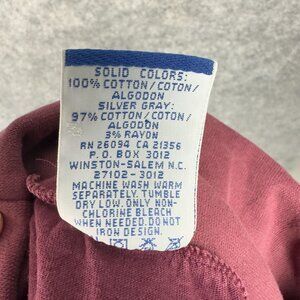 SOLID COLORS:
100% COTTON/COTON/
ALGODON
SILVER GRAY:
97% COTTON/COTON/
ALGODON
3% RAYON
RN 26094 CA 21356
P.O. BOX 3012
WINSTON-SALEM N.C.
27102-3012
MACHINE WASH WARM
SEPARATELY. TUMBLE
DRY LOW. ONLY NON-
CHLORINE BLEACH
WHEN NEEDED. DO NOT
IRON DESIGN.